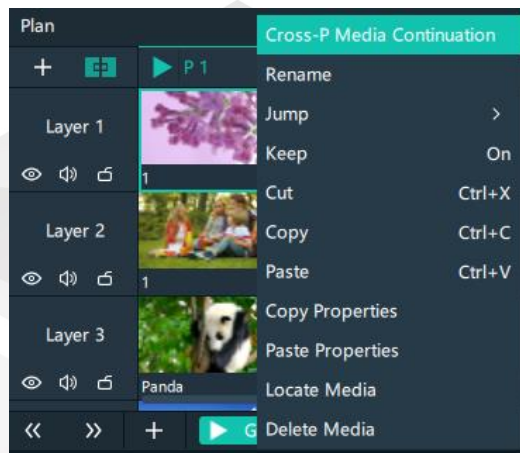 Plan
P 1
Layer 1
1
Layer 2
1
Layer 3
Panda
G
Cross-P Media Continuation
Rename
Jump >
Keep On
Cut Ctrl+X
Copy Ctrl+C
Paste Ctrl+V
Copy Properties
Paste Properties
Locate Media
Delete Media